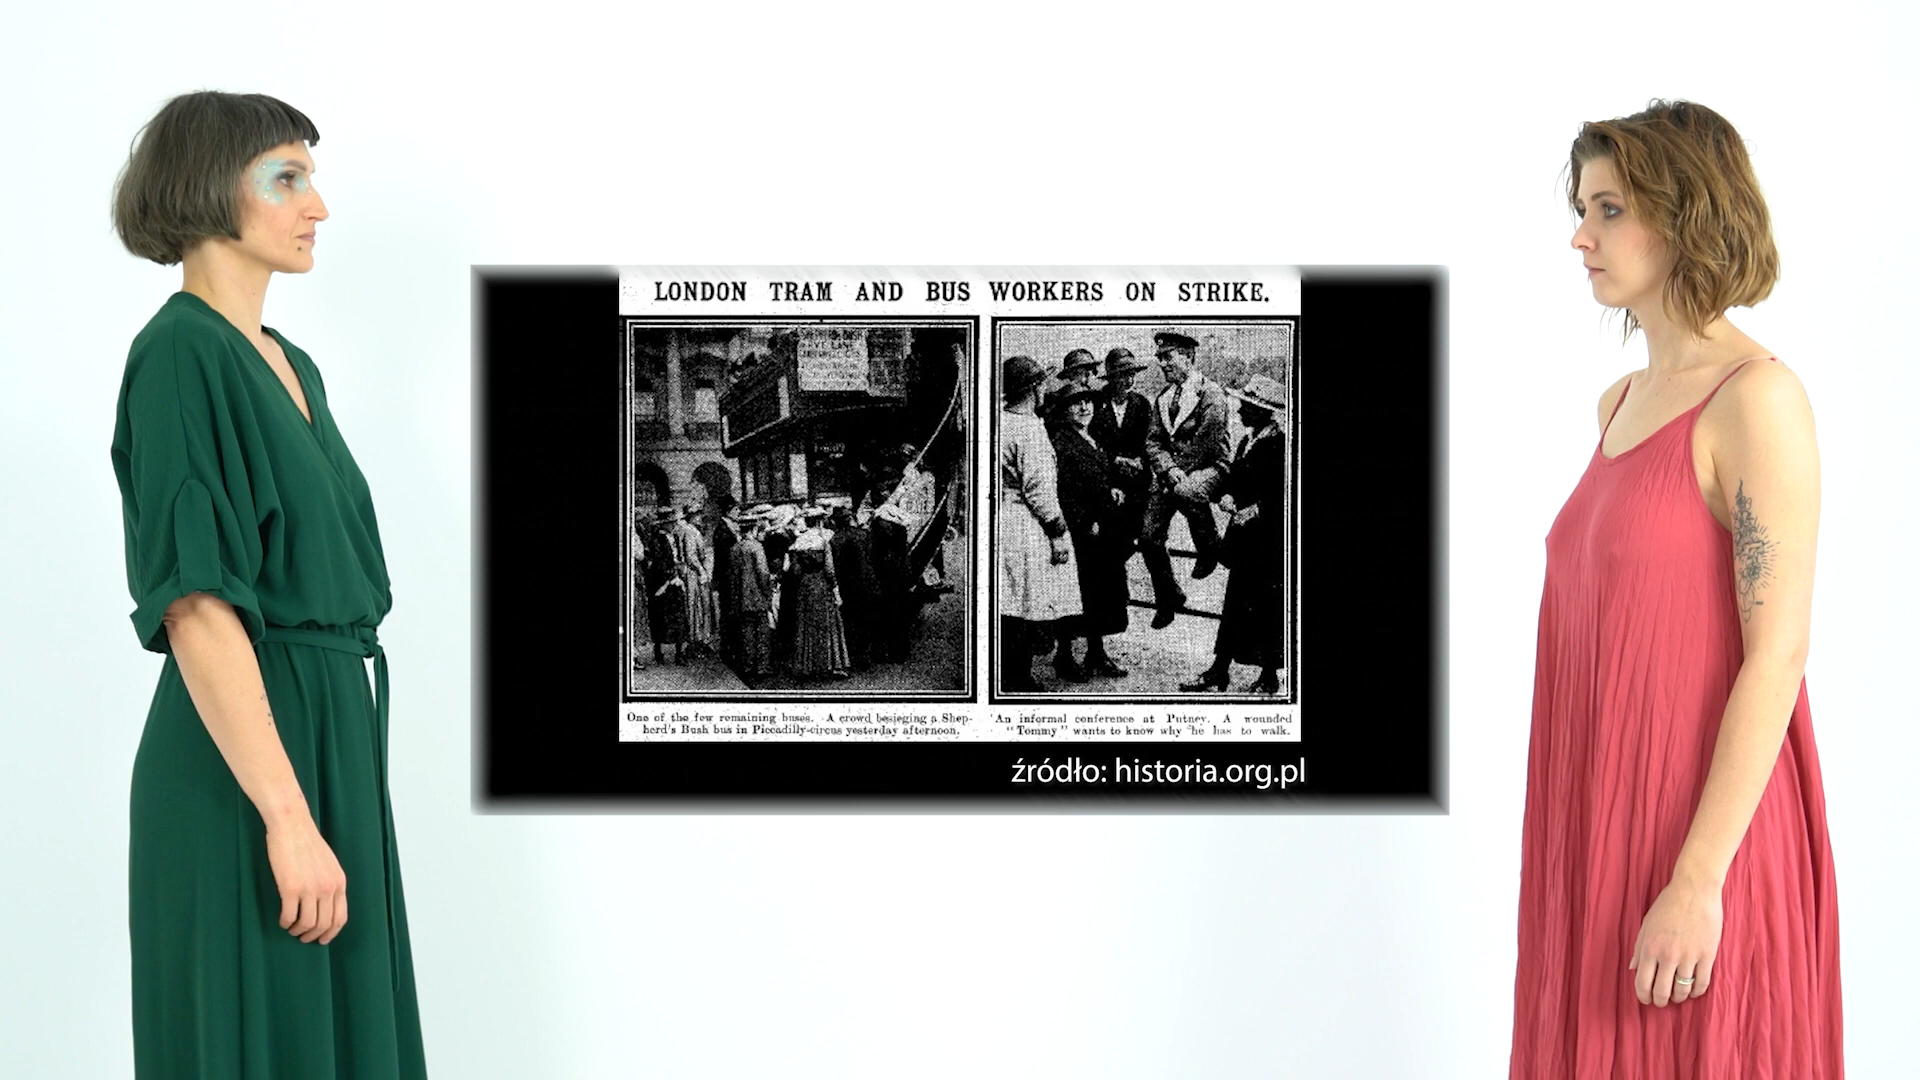 LONDON TRAM AND BUS WORKERS ON STRIKE.
One of the few remaining buses. A crowd besieging a Shep-
herd's Bush bus in Piccadilly-circus yesterday afternoon.
An informal conference at Putney. A wounded
"Tommy" wants to know why he has to walk.
źródło: historia.org.pl